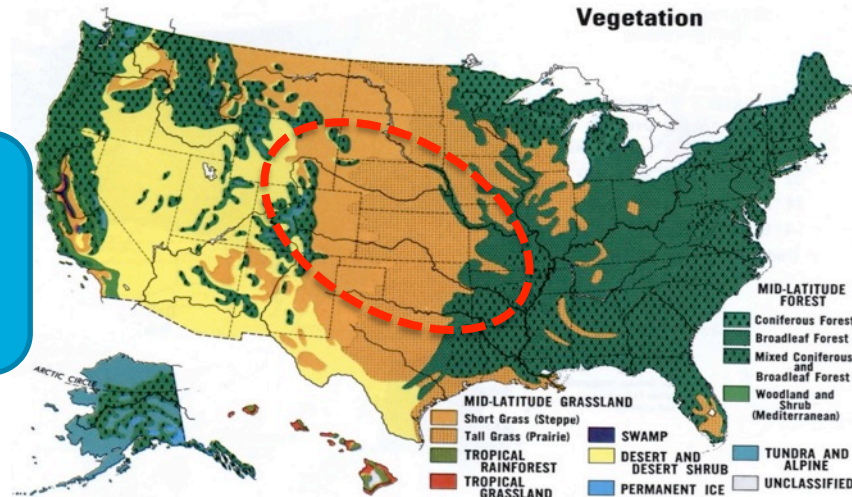 Vegetation
ARCTIC CIRCLE
MID-LATITUDE GRASSLAND
Short Grass (Steppe)
Tall Grass (Prairie)
TROPICAL
RAINFOREST
TROPICAL
GRASSLAND
SWAMP
DESERT AND
DESERT SHRUB
PERMANENT ICE
MID-LATITUDE
FOREST
Coniferous Forest
Broadleaf Forest
Mixed Coniferous
and
Broadleaf Forest
Woodland and
Shrub
(Mediterranean)
TUNDRA AND
ALPINE
UNCLASSIFIED